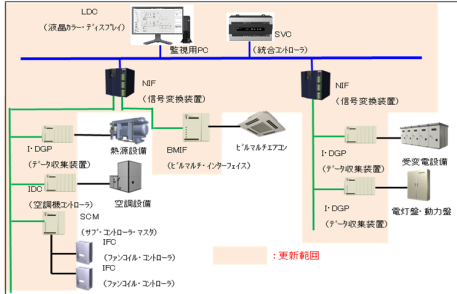 LDC
(液晶カラー・ディスプレイ)
監視用PC
SVC
(統合コントローラ)
NIF
(信号変換装置)
NIF
(信号変換装置)
I・DGP
(データ収集装置)
熱源設備
BMIF
(ビルマルチ・インターフェイス)
ビルマルチエアコン
I・DGP
(データ収集装置)
受変電設備
IDC
(空調機コントローラ)
空調設備
I・DGP
(データ収集装置)
電灯盤・動力盤
SCM
(サブ・コントローラ・マスタ)
IFC
(ファンコイル・コントローラ)
IFC
(ファンコイル・コントローラ)
:更新範囲